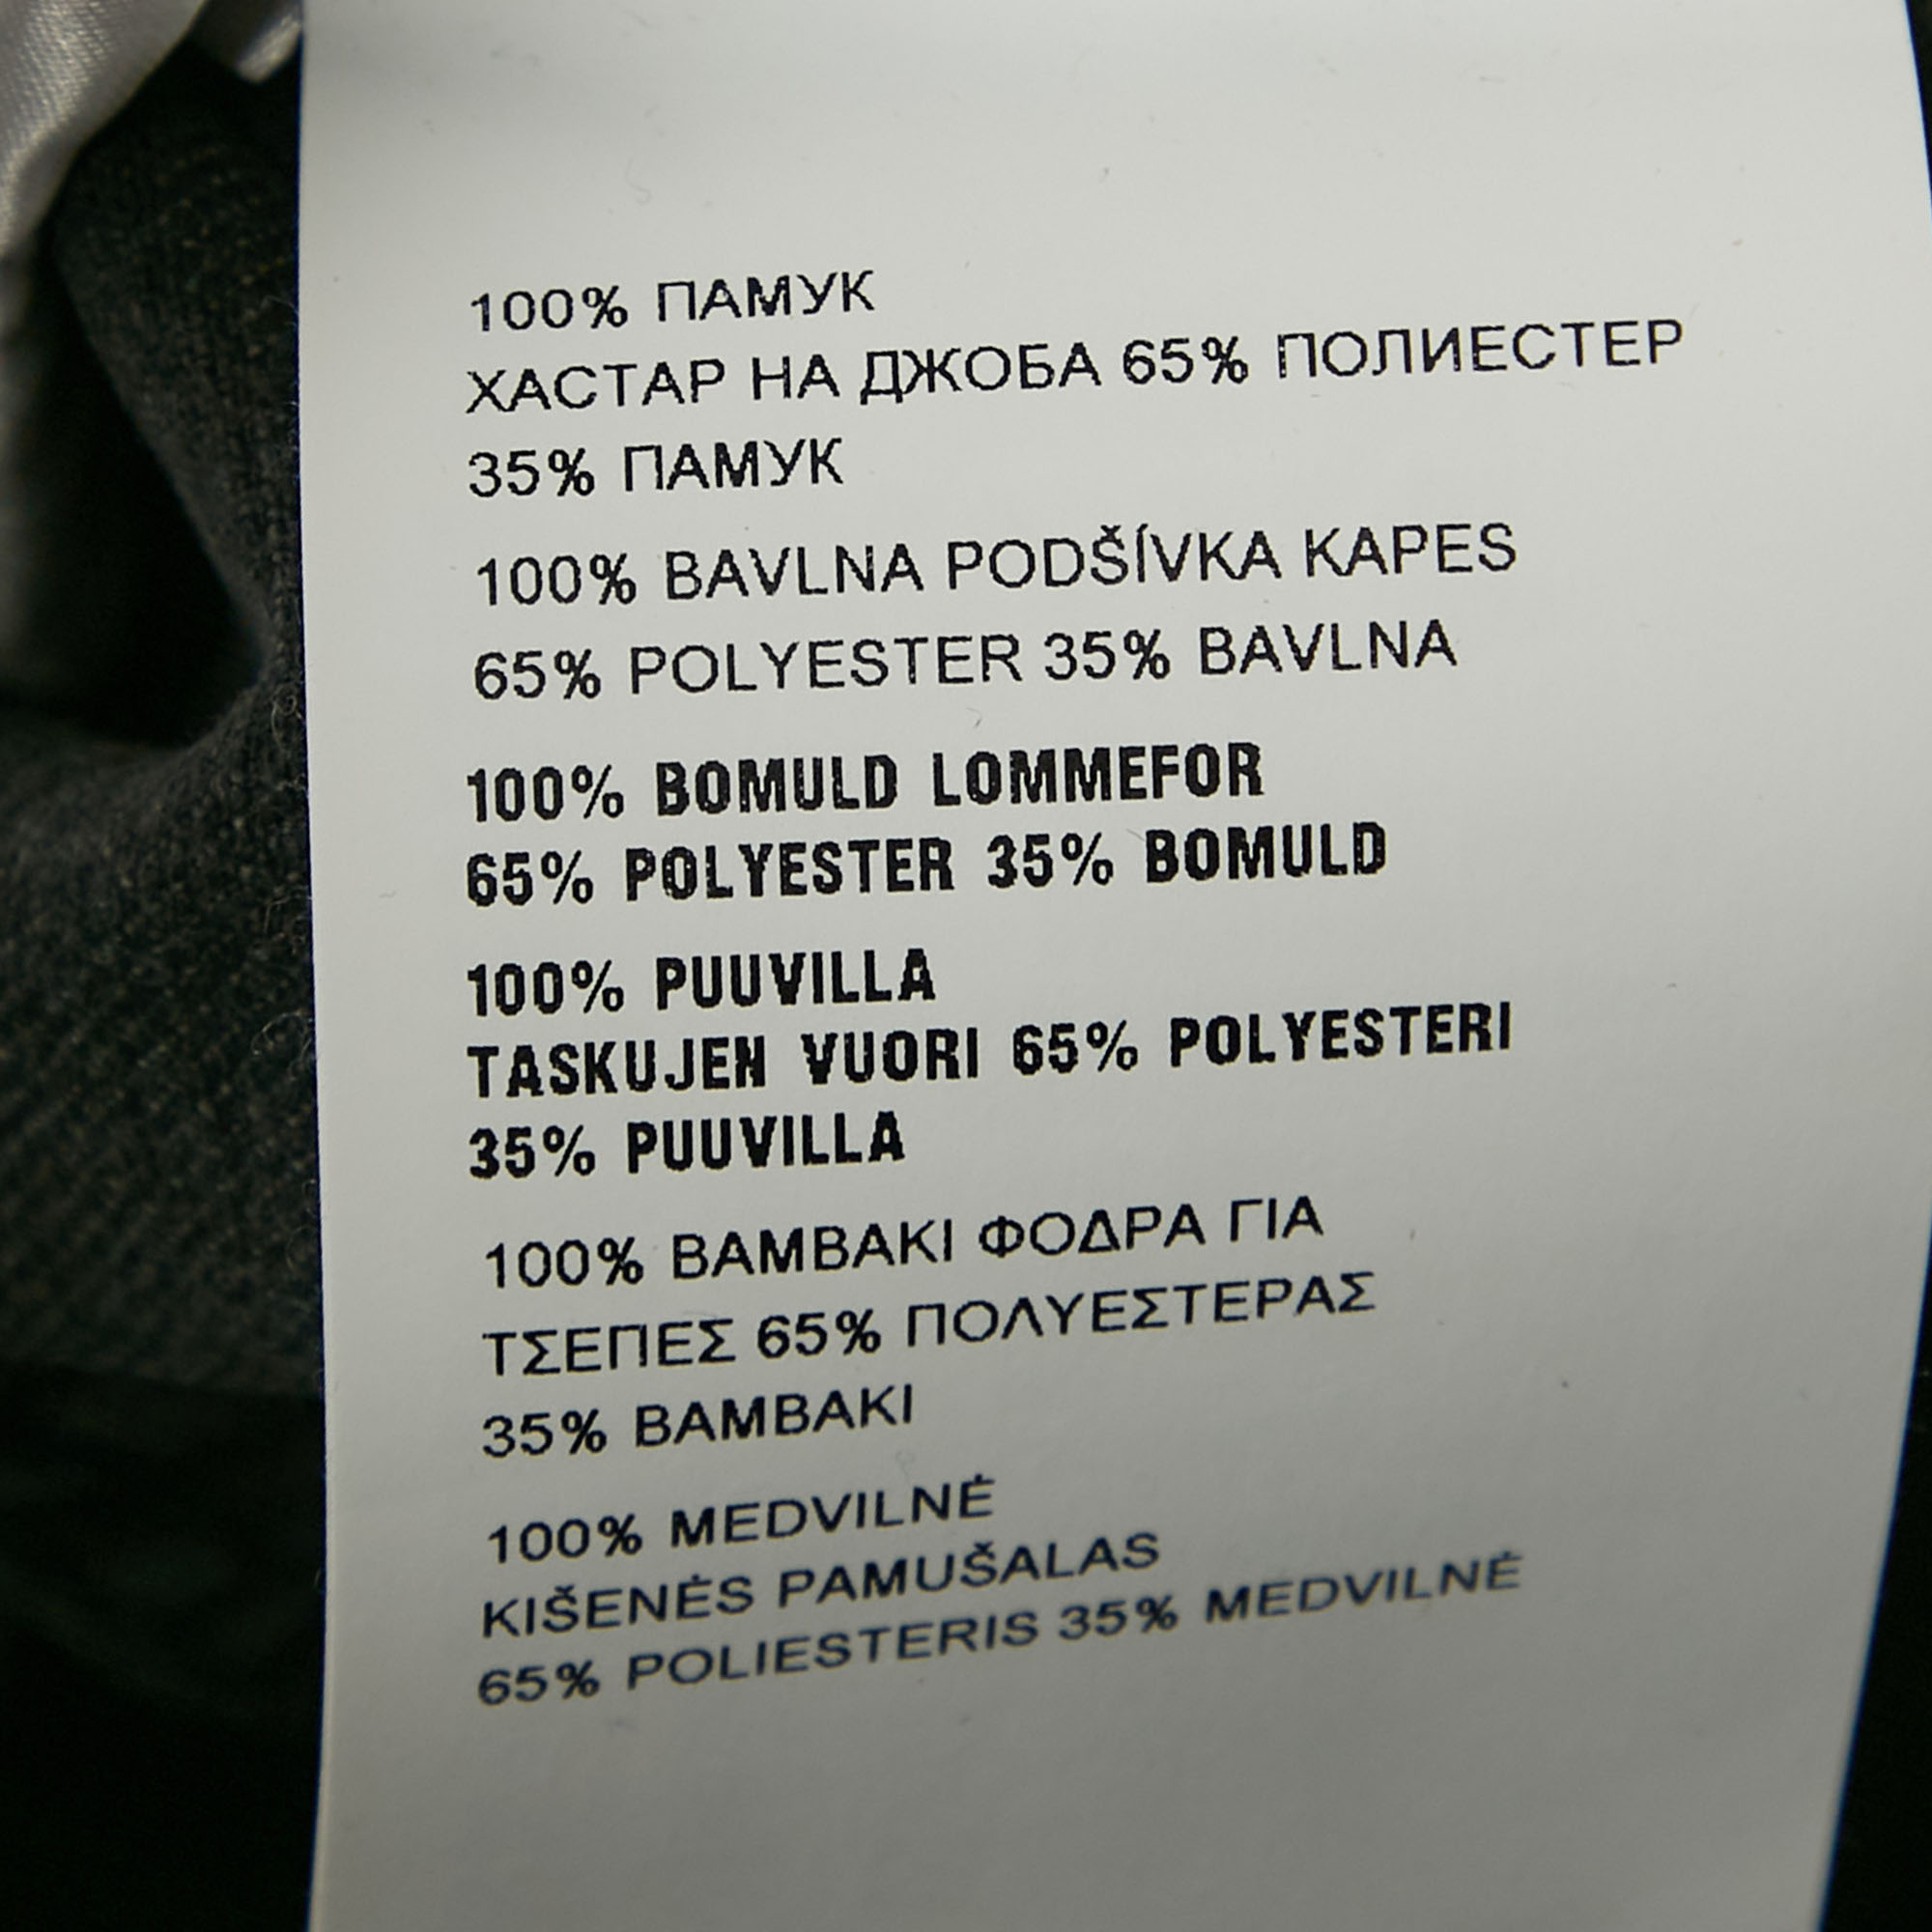 100% ПАМУК
ХАСТАР НА ДЖОБА 65% ПОЛИЕСТЕР
35% ПАМУК
100% BAVLNA PODŠÍVKA KAPES
65% POLYESTER 35% BAVLNA
100% BOMULD LOMMEFOR
65% POLYESTER 35% BOMULD
100% PUUVILLA
TASKUJEN VUORI 65% POLYESTERI
35% PUUVILLA
100% ΒΑΜΒΑΚΙ ΦΟΔΡΑ ΓΙΑ
ΤΣΕΠΕΣ 65% ΠΟΛΥΕΣΤΕΡΑΣ
35% ΒΑΜΒΑΚΙ
100% MEDVILNĖ
KIŠENĖS PAMUŠALAS
65% POLIESTERIS 35% MEDVILNĖ